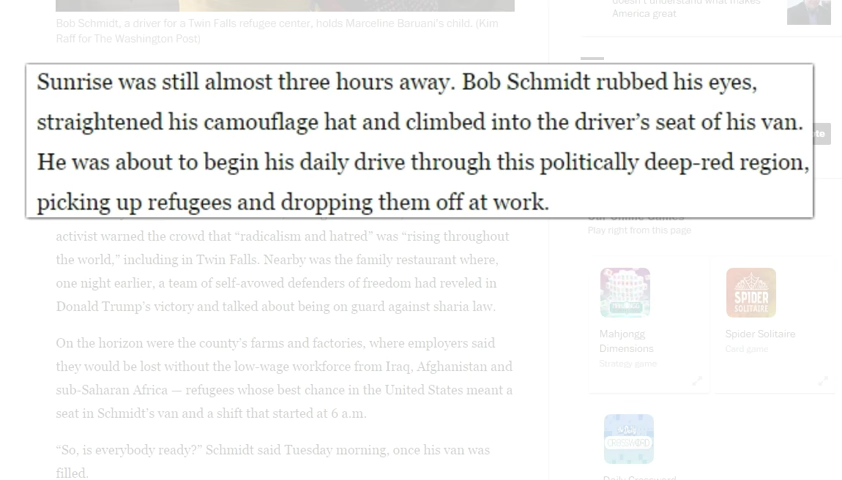 Bob Schmidt, a driver for a Twin Falls refugee center, holds Marceline Baruani's child. (Kim
Raff for The Washington Post)
doesn't understand what makes
America great
Sunrise was still almost three hours away. Bob Schmidt rubbed his eyes,
straightened his camouflage hat and climbed into the driver’s seat of his van.
He was about to begin his daily drive through this politically deep-red region,
picking up refugees and dropping them off at work.
activist warned the crowd that “radicalism and hatred” was “rising throughout
the world,” including in Twin Falls. Nearby was the family restaurant where,
one night earlier, a team of self-avowed defenders of freedom had reveled in
Donald Trump’s victory and talked about being on guard against sharia law.
On the horizon were the county’s farms and factories, where employers said
they would be lost without the low-wage workforce from Iraq, Afghanistan and
sub-Saharan Africa — refugees whose best chance in the United States meant a
seat in Schmidt’s van and a shift that started at 6 a.m.
“So, is everybody ready?” Schmidt said Tuesday morning, once his van was
filled.
Play right from this page
Mahjongg
Dimensions
Strategy game
SPIDER
SOLITAIRE
Spider Solitaire
Card game
CROSSWORD